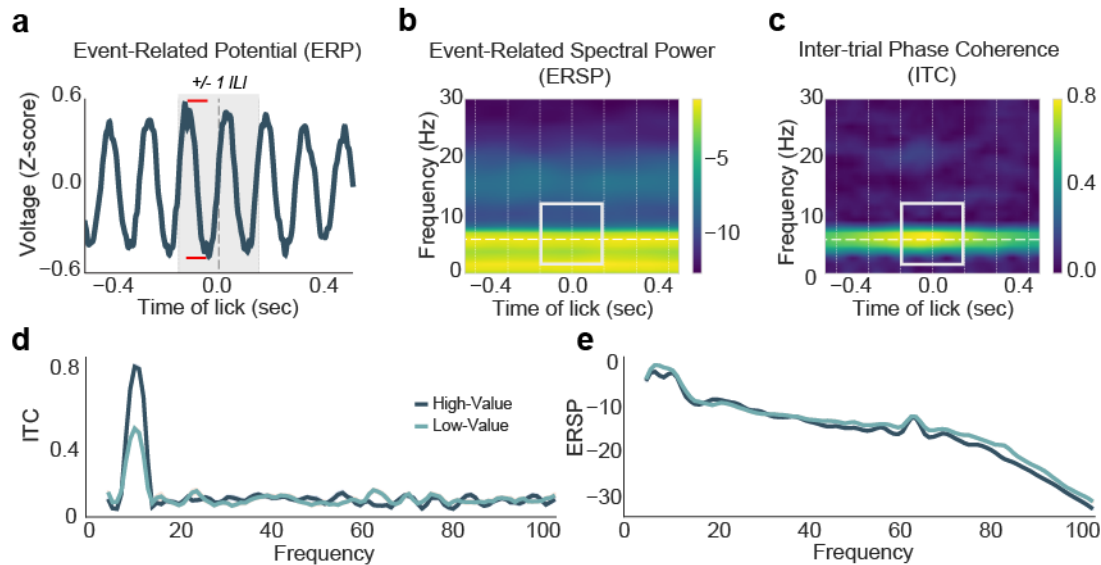 a
Event-Related Potential (ERP)
+/- 1 ILI
0.6
0.0
−0.6
Voltage (Z-score)
−0.4
0.0
0.4
Time of lick (sec)
b
Event-Related Spectral Power
(ERSP)
30
20
10
0
Frequency (Hz)
−0.4
0.0
0.4
Time of lick (sec)
−5
−10
c
Inter-trial Phase Coherence
(ITC)
30
20
10
0
Frequency (Hz)
−0.4
0.0
0.4
Time of lick (sec)
0.8
0.4
0.0
d
0.8
0.4
0
ITC
High-Value
Low-Value
0
20
40
60
80
100
Frequency
e
0
−10
−20
−30
ERSP
0
20
40
60
80
100
Frequency